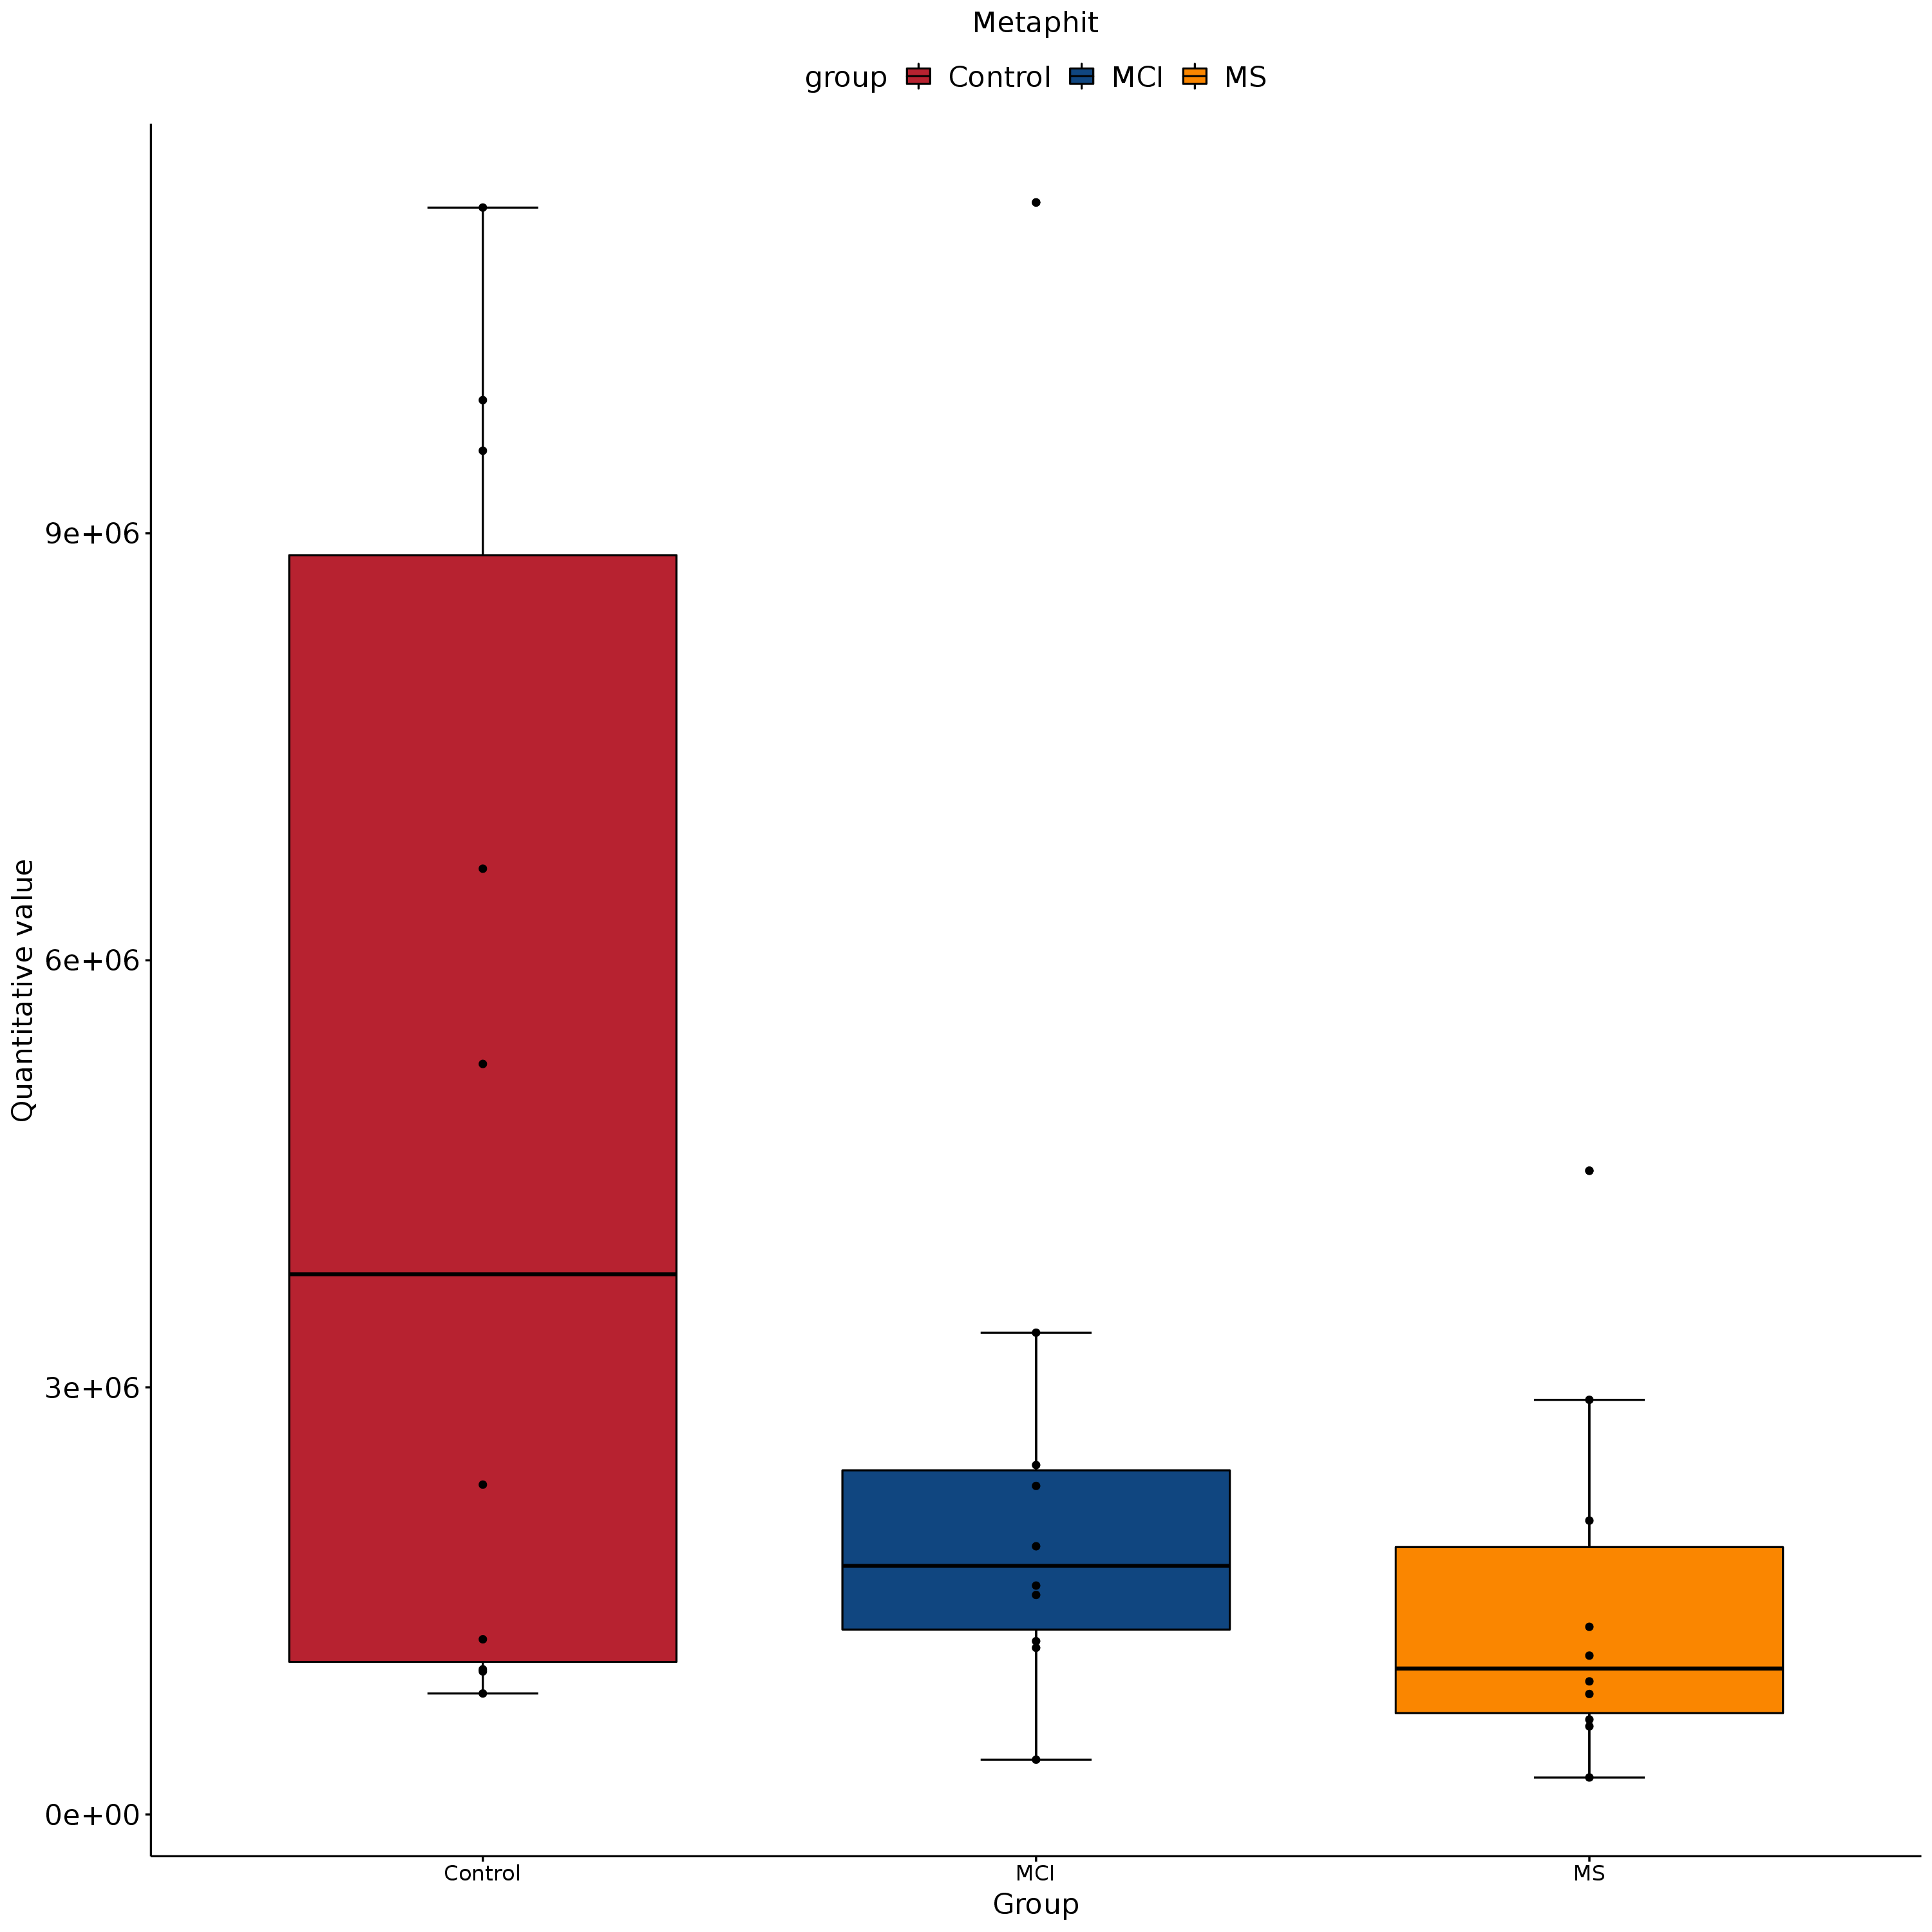 Metaphit
group Control MCI MS
Quantitative value
9e+06
6e+06
3e+06
0e+00
Control MCI MS
Group